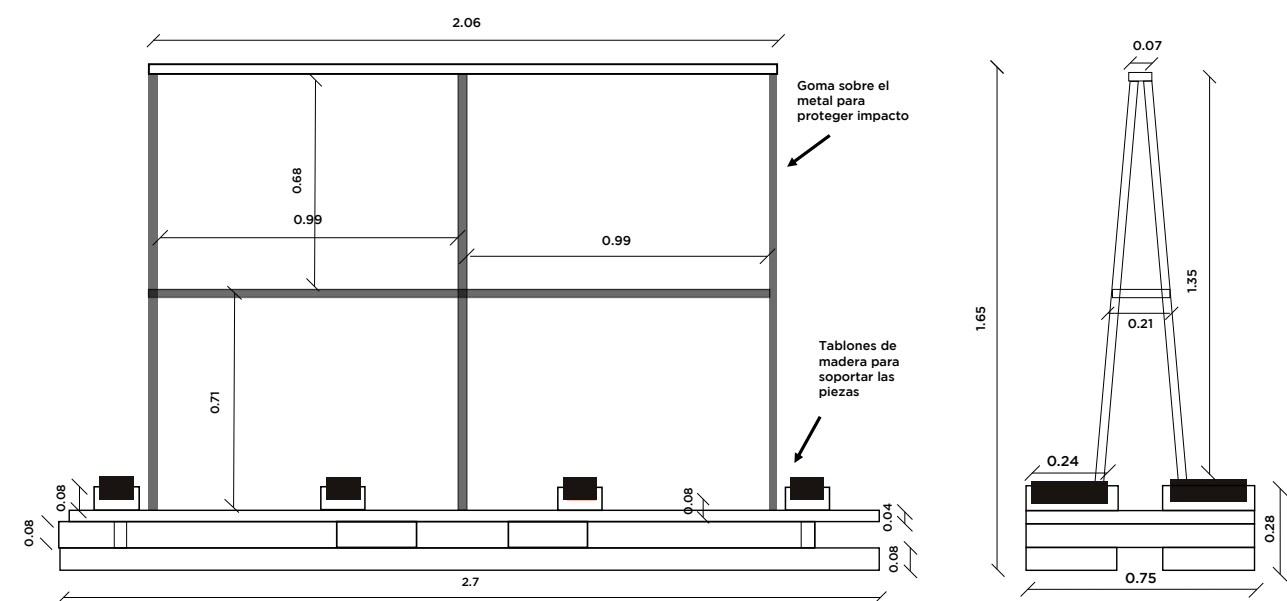 2.06
0.07
Goma sobre el
metal para
proteger impacto
0.68
0.99
0.99
1.35
1.65
0.21
Tablones de
madera para
soportar las
piezas
0.71
0.24
0.08
0.08
0.04
0.08
0.08
0.28
2.7
0.75